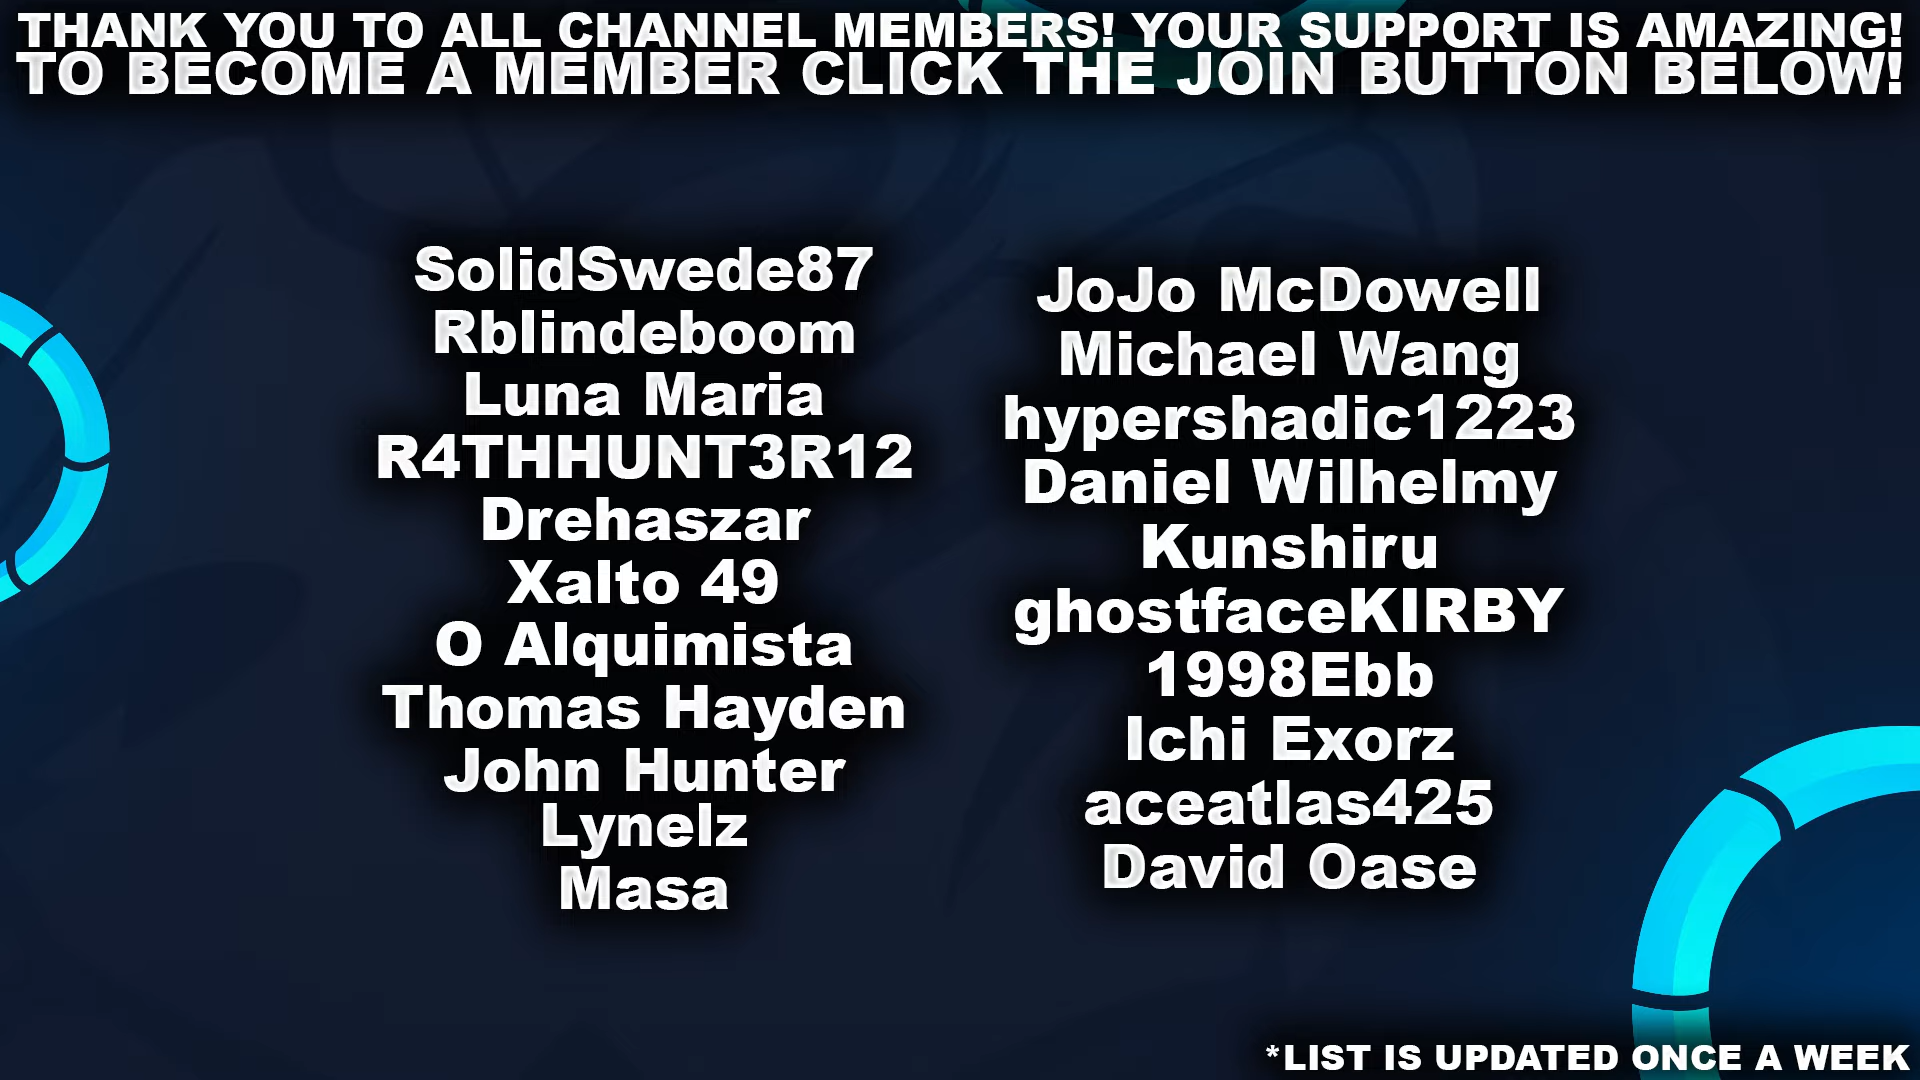 THANK YOU TO ALL CHANNEL MEMBERS! YOUR SUPPORT IS AMAZING!
TO BECOME A MEMBER CLICK THE JOIN BUTTON BELOW!
SolidSwede87
Rblindeboom
Luna Maria
R4THHUNT3R12
Drehaszar
Xalto 49
O Alquimista
Thomas Hayden
John Hunter
Lynelz
Masa
JoJo McDowell
Michael Wang
hypershadic1223
Daniel Wilhelmy
Kunshiru
ghostfaceKIRBY
1998Ebb
Ichi Exorz
aceatlas425
David Oase
*LIST IS UPDATED ONCE A WEEK